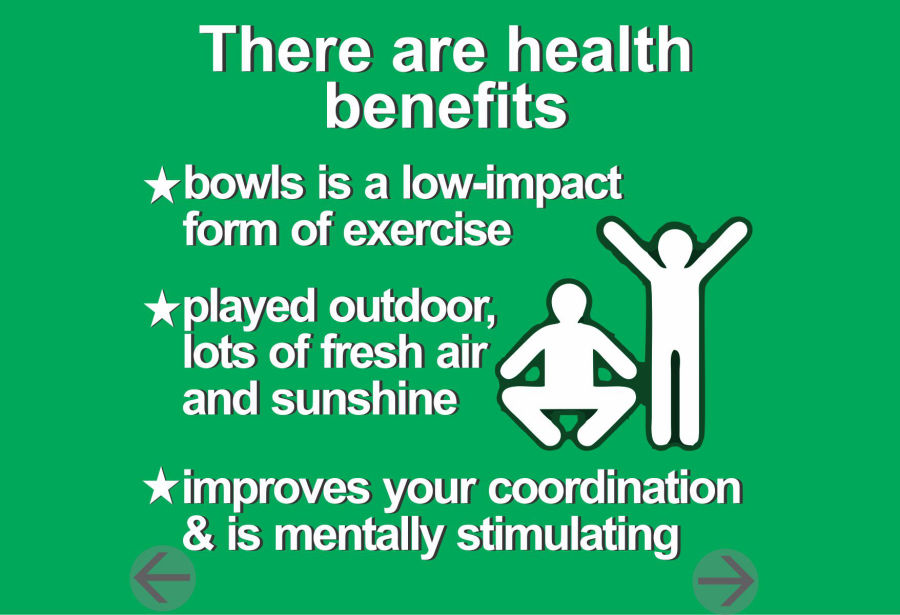 There are health
benefits
★bowls is a low-impact
form of exercise
★played outdoor,
lots of fresh air
and sunshine
★improves your coordination
& is mentally stimulating